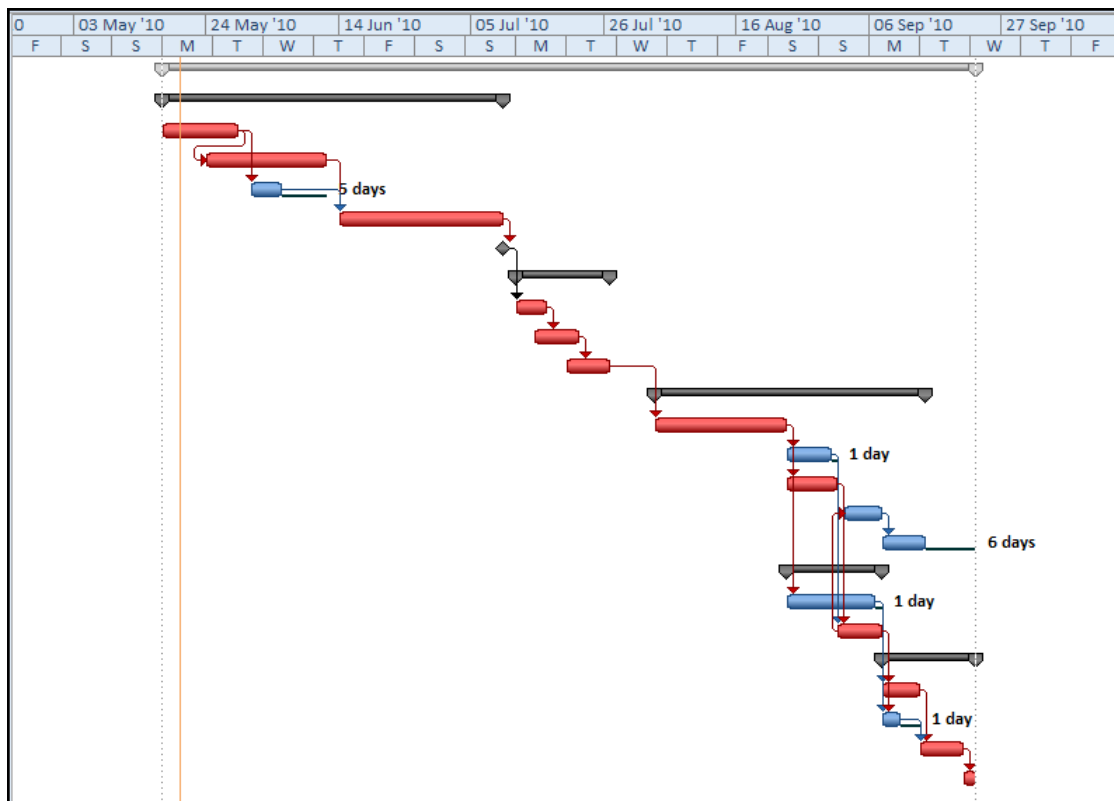 0 03 May '10 24 May '10 14 Jun '10 05 Jul '10 26 Jul '10 16 Aug '10 06 Sep '10 27 Sep '10
F S S M T W T F S S M T W T F S S M T W T F
5 days
1 day
6 days
1 day
1 day